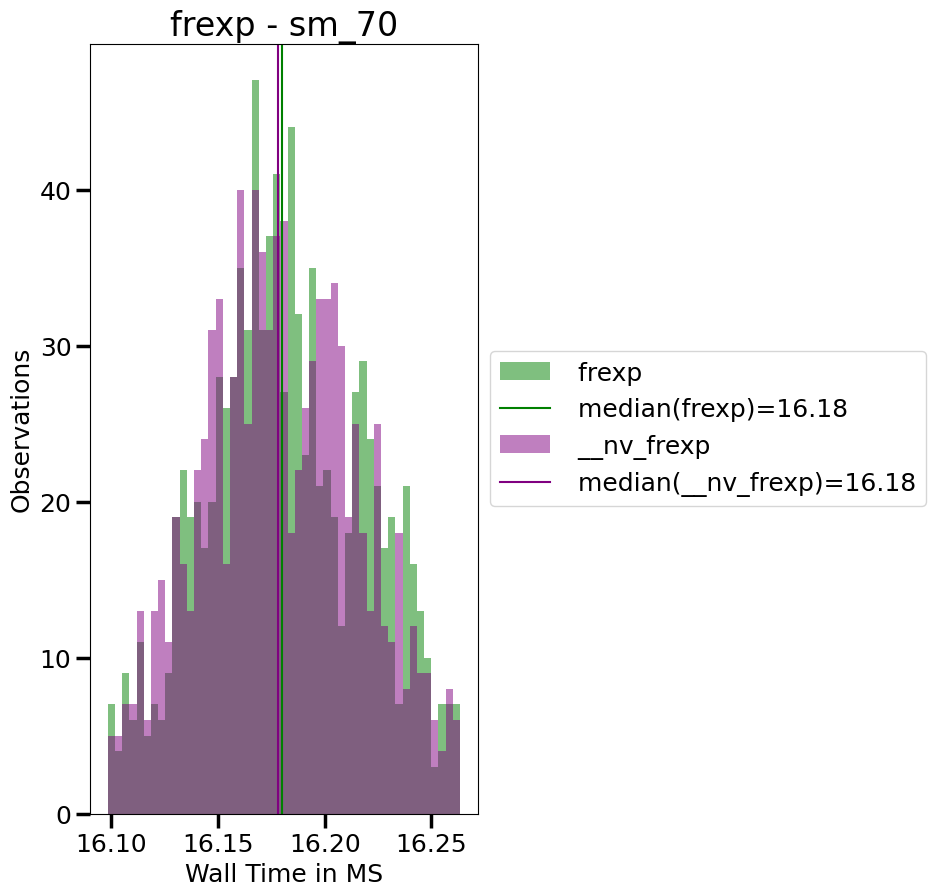 frexp - sm_70
40
30
20
10
0
Observations
16.10 16.15 16.20 16.25
Wall Time in MS
frexp
median(frexp)=16.18
__nv_frexp
median(__nv_frexp)=16.18